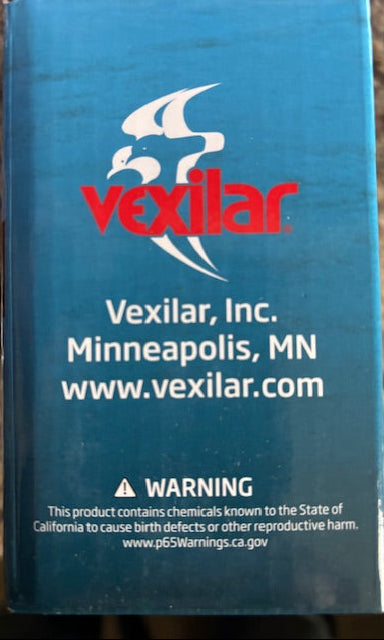 vexilar
Vexilar, Inc.
Minneapolis, MN
www.vexilar.com
⚠ WARNING
This product contains chemicals known to the State of
California to cause birth defects or other reproductive harm.
www.p65Warnings.ca.gov